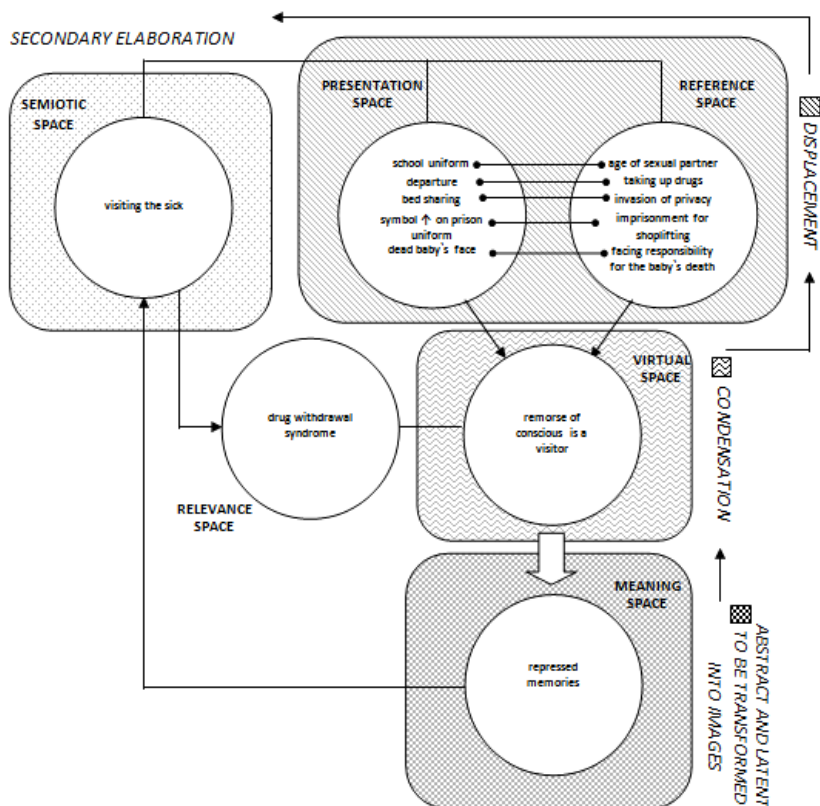 SECONDARY ELABORATION
SEMIOTIC
SPACE
visiting the sick
PRESENTATION
SPACE
school uniform
departure
bed sharing
symbol ↑ on prison
uniform
dead baby's face
REFERENCE
SPACE
age of sexual partner
taking up drugs
invasion of privacy
imprisonment for
shoplifting
facing responsibility
for the baby's death
DISPLACEMENT
drug withdrawal
syndrome
RELEVANCE
SPACE
VIRTUAL
SPACE
remorse of
conscious is a
visitor
CONDENSATION
MEANING
SPACE
repressed
memories
ABSTRACT AND LATENT
TO BE TRANSFORMED
INTO IMAGES